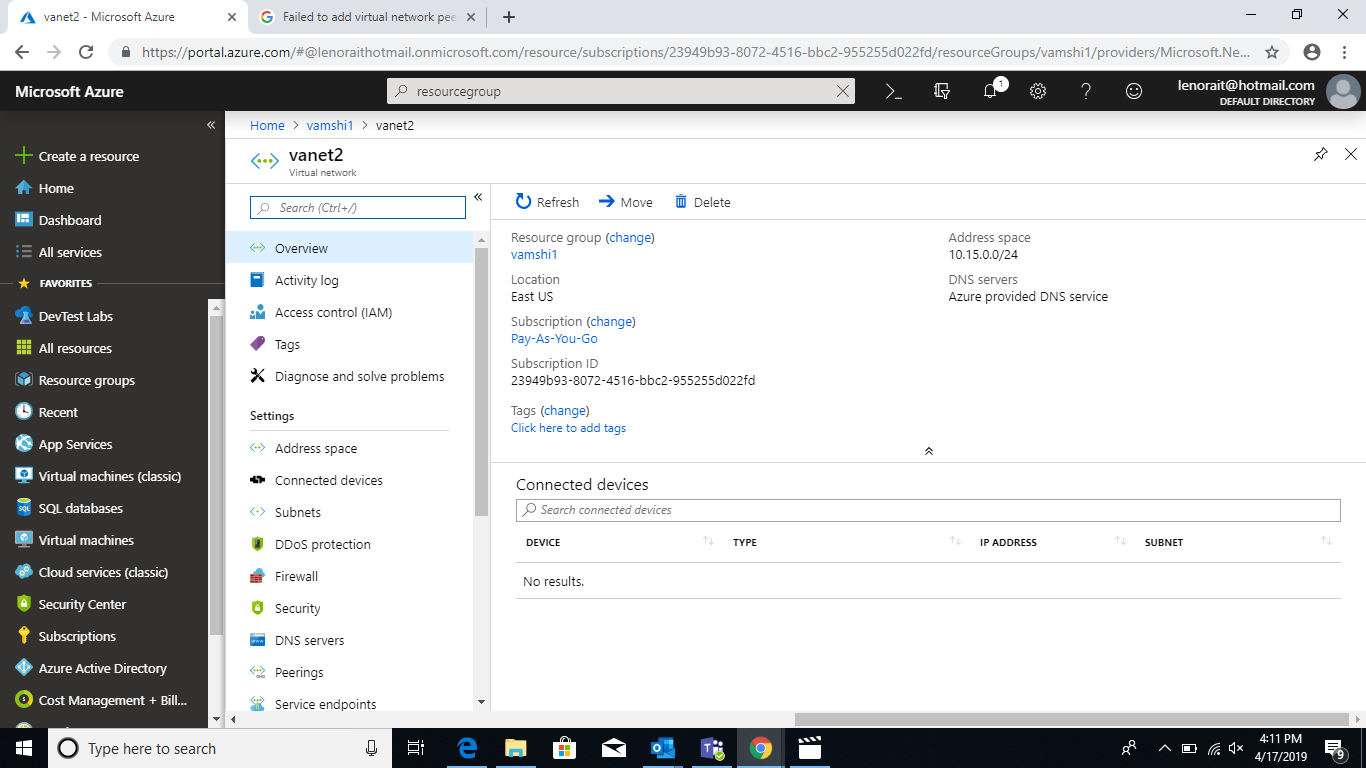 vanet2 - Microsoft Azure
Failed to add virtual network pee
https://portal.azure.com/#@lenoraithotmail.onmicrosoft.com/resource/subscriptions/23949b93-8072-4516-bbc2-955255d022fd/resourceGroups/vamshi1/providers/Microsoft.Ne...
Microsoft Azure
resourcegroup
1
lenorait@hotmail.com
DEFAULT DIRECTORY
Create a resource
Home
Dashboard
All services
FAVORITES
DevTest Labs
All resources
Resource groups
Recent
App Services
Virtual machines (classic)
SQL databases
Virtual machines
Cloud services (classic)
Security Center
Subscriptions
Azure Active Directory
Cost Management + Bill...
Home > vamshi1 > vanet2
vanet2
Virtual network
Search (Ctrl+/)
Overview
Activity log
Access control (IAM)
Tags
Diagnose and solve problems
Settings
Address space
Connected devices
Subnets
DDoS protection
Firewall
Security
DNS servers
Peerings
Service endpoints
Refresh Move Delete
Resource group (change)
vamshi1
Location
East US
Subscription (change)
Pay-As-You-Go
Subscription ID
23949b93-8072-4516-bbc2-955255d022fd
Tags (change)
Click here to add tags
Address space
10.15.0.0/24
DNS servers
Azure provided DNS service
Connected devices
Search connected devices
DEVICE TYPE IP ADDRESS SUBNET
No results.
Type here to search
4:11 PM
4/17/2019
9